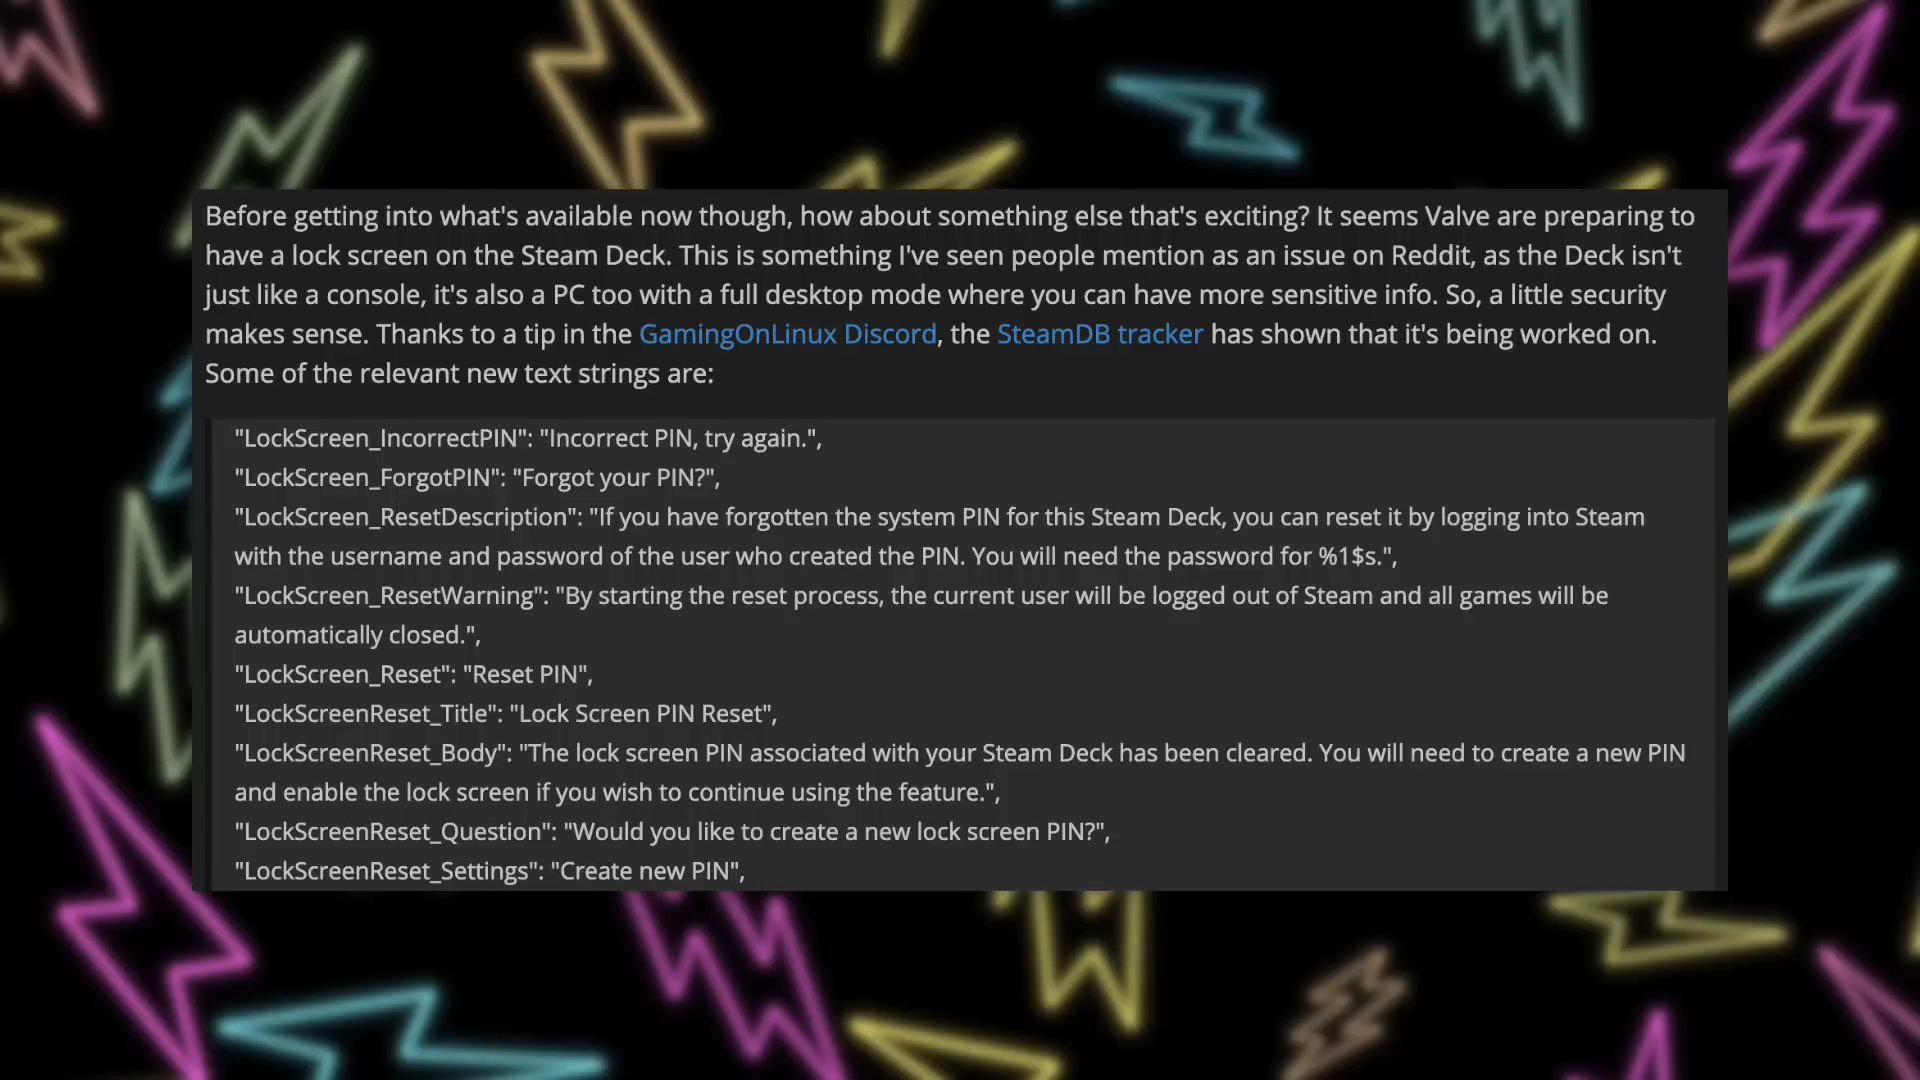 Before getting into what's available now though, how about something else that's exciting? It seems Valve are preparing to
have a lock screen on the Steam Deck. This is something I've seen people mention as an issue on Reddit, as the Deck isn't
just like a console, it's also a PC too with a full desktop mode where you can have more sensitive info. So, a little security
makes sense. Thanks to a tip in the GamingOnLinux Discord, the SteamDB tracker has shown that it's being worked on.
Some of the relevant new text strings are:
"LockScreen_IncorrectPIN": "Incorrect PIN, try again.",
"LockScreen_ForgotPIN": "Forgot your PIN?",
"LockScreen_ResetDescription": "If you have forgotten the system PIN for this Steam Deck, you can reset it by logging into Steam
with the username and password of the user who created the PIN. You will need the password for %1$s.",
"LockScreen_ResetWarning": "By starting the reset process, the current user will be logged out of Steam and all games will be
automatically closed.",
"LockScreen_Reset": "Reset PIN",
"LockScreenReset_Title": "Lock Screen PIN Reset",
"LockScreenReset_Body": "The lock screen PIN associated with your Steam Deck has been cleared. You will need to create a new PIN
and enable the lock screen if you wish to continue using the feature.",
"LockScreenReset_Question": "Would you like to create a new lock screen PIN?",
"LockScreenReset_Settings": "Create new PIN",